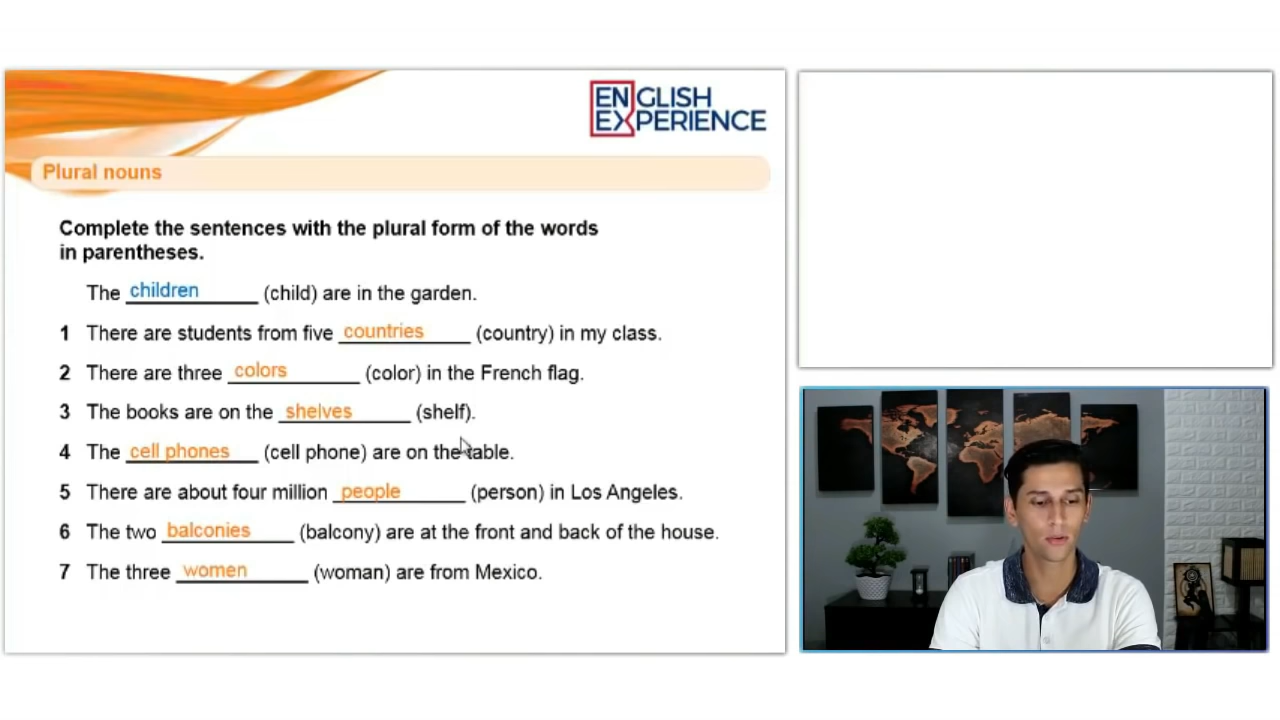 ENGLISH
EXPERIENCE
Plural nouns
Complete the sentences with the plural form of the words
in parentheses.
The children (child) are in the garden.
1 There are students from five countries (country) in my class.
2 There are three colors (color) in the French flag.
3 The books are on the shelves (shelf).
4 The cell phones (cell phone) are on the table.
5 There are about four million people (person) in Los Angeles.
6 The two balconies (balcony) are at the front and back of the house.
7 The three women (woman) are from Mexico.